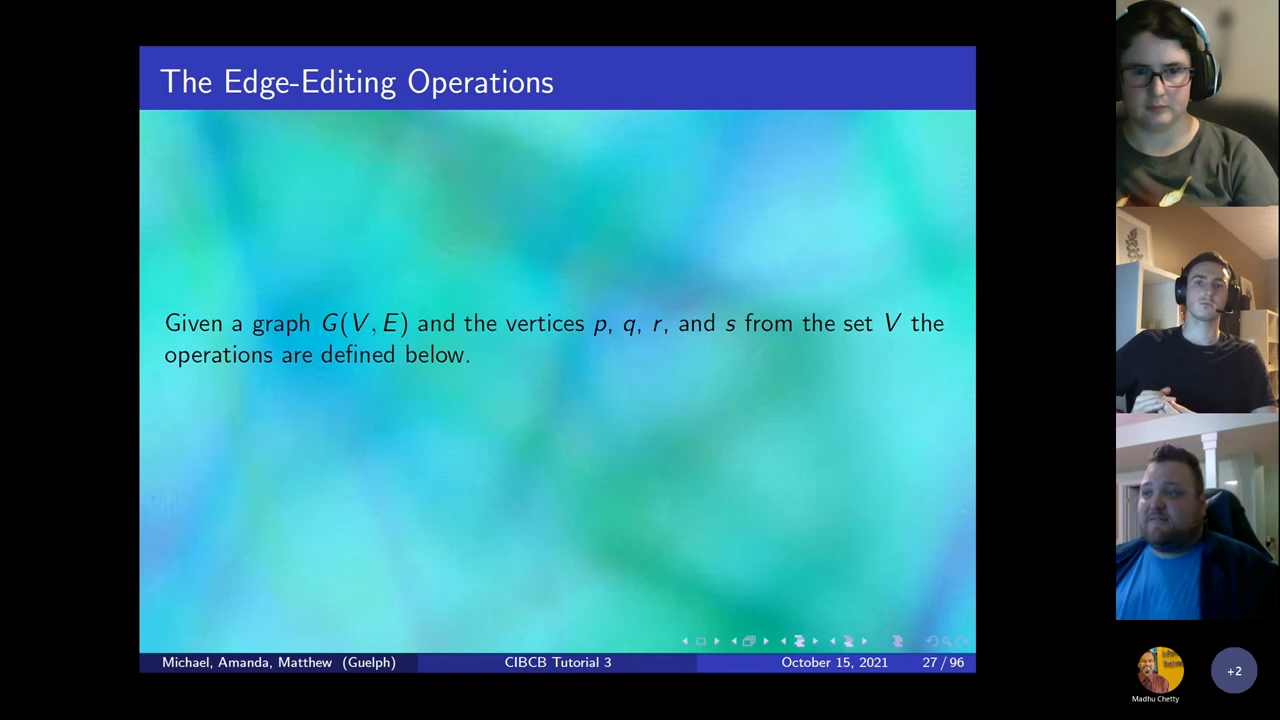 The Edge-Editing Operations
Given a graph G(V, E) and the vertices p, q, r, and s from the set V the
operations are defined below.
Michael, Amanda, Matthew (Guelph) CIBCB Tutorial 3 October 15, 2021 27 / 96
+2
Madhu Chetty